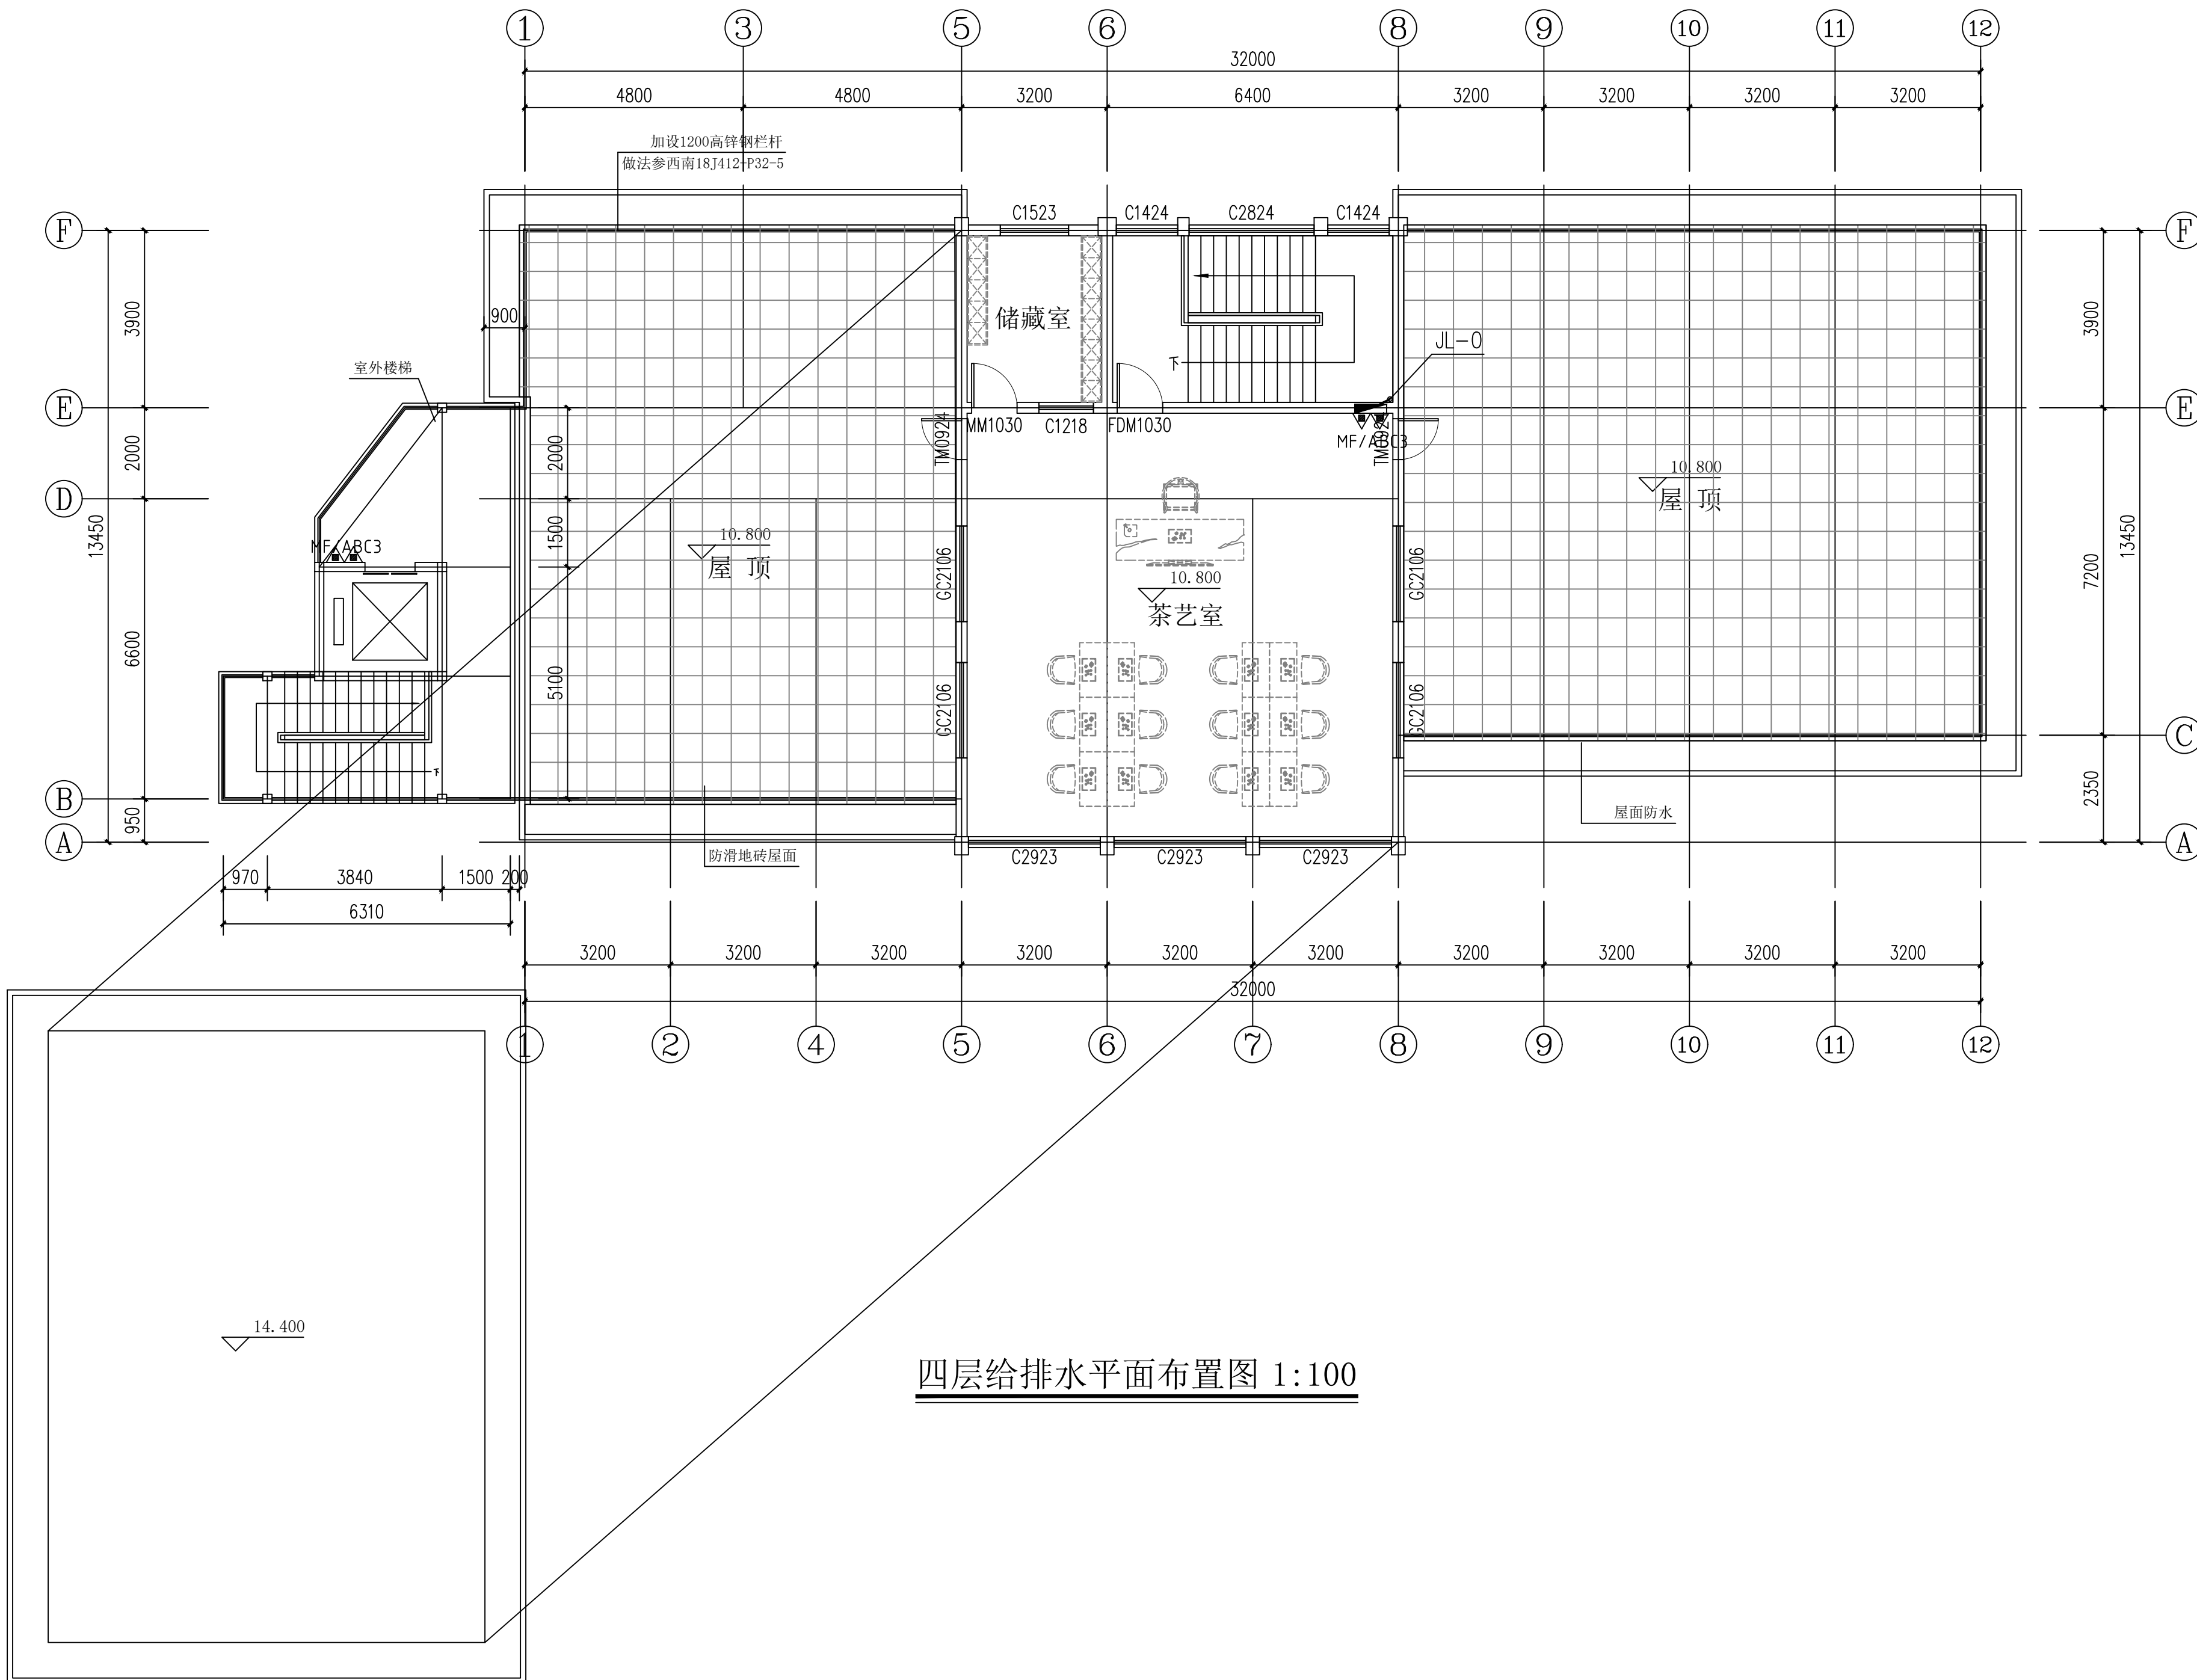 1 3 5 6 8 9 10 11 12
32000
4800 4800 3200 6400 3200 3200 3200 3200
加设1200高锌钢栏杆
做法参西南18J412-P32-5
C1523 C1424 C2824 C1424
F F
3900 900 储藏室 3900
JL-0
室外楼梯 下
E E
MM1030 C1218 FDM1030
TM0924 MF/ABC3 TM0924
2000 2000
10.800
屋 顶
D
13450 13450
MF/ABC3 1500
10.800
屋 顶
GC2106 GC2106
10.800
茶艺室
7200
6600 5100
GC2106 GC2106
C
下
B
屋面防水
950 2350
A A
防滑地砖屋面
C2923 C2923 C2923
970 3840 1500 200
6310
3200 3200 3200 3200 3200 3200 3200 3200 3200 3200
32000
1 2 4 5 6 7 8 9 10 11 12
14.400
四层给排水平面布置图 1:100